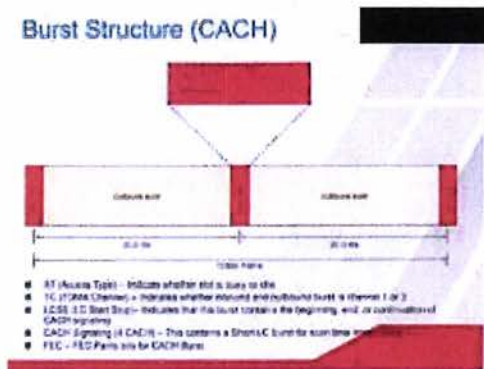 Burst Structure (CACH)
Outbound Burst Outbound Burst
30.0 ms 30.0 ms
TDMA Frame
AT (Access Type) – Indicate whether slot is busy or idle
TC (TDMA Channel) – Indicates whether inbound and outbound burst is channel 1 or 2
LCSS (LC Start Stop) – Indicates that this burst contains the beginning, end, or continuation of
CACH signaling
CACH Signaling (4 CACH) – This contains a Short LC burst for scan time
FEC – FEC Parity bits for CACH Burst